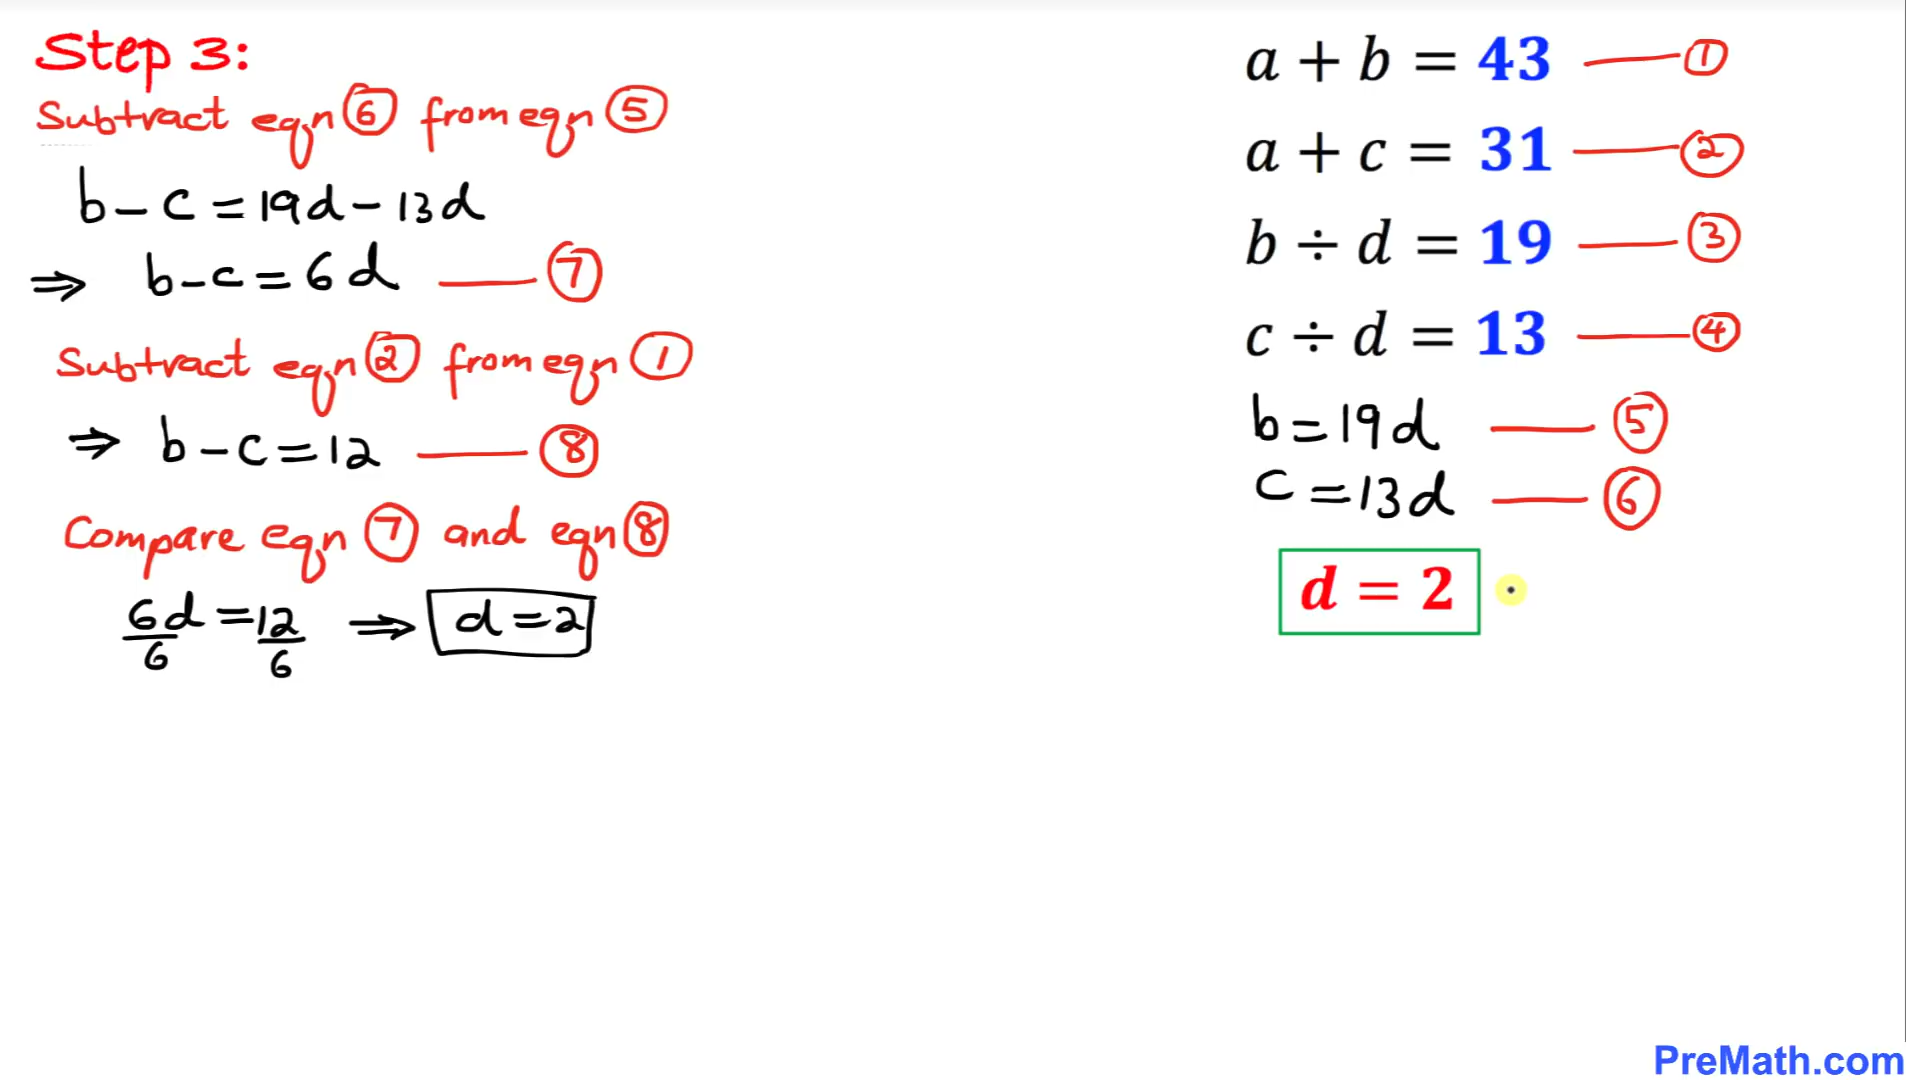 Step 3:
Subtract eqn ⑥ from eqn ⑤
b - c = 19d - 13d
⇒ b - c = 6d —— ⑦
Subtract eqn ② from eqn ①
⇒ b - c = 12 —— ⑧
Compare eqn ⑦ and eqn ⑧
6d/6 = 12/6 ⇒ d = 2
a + b = 43 —— ①
a + c = 31 —— ②
b ÷ d = 19 —— ③
c ÷ d = 13 —— ④
b = 19d —— ⑤
c = 13d —— ⑥
d = 2
PreMath.com